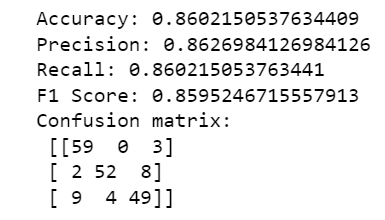 Accuracy: 0.8602150537634409
Precision: 0.8626984126984126
Recall: 0.860215053763441
F1 Score: 0.8595246715557913
Confusion matrix:
[[59  0  3]
[ 2 52  8]
[ 9  4 49]]